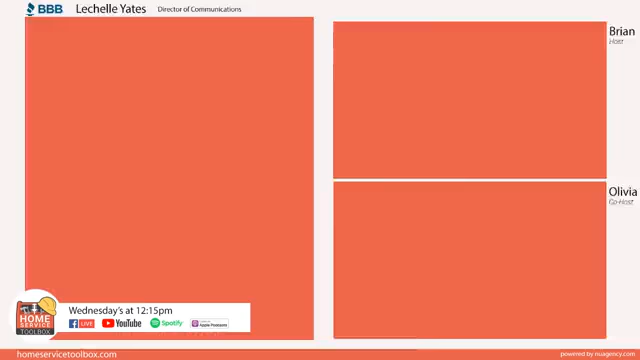 BBB
Lechelle Yates
Director of Communications
Brian
Host
Olivia
Co-Host
HOME
SERVICE
TOOLBOX
Wednesday's at 12:15pm
LIVE
YouTube
Spotify
Apple Podcasts
homeservicetoolbox.com
powered by nuagency.com